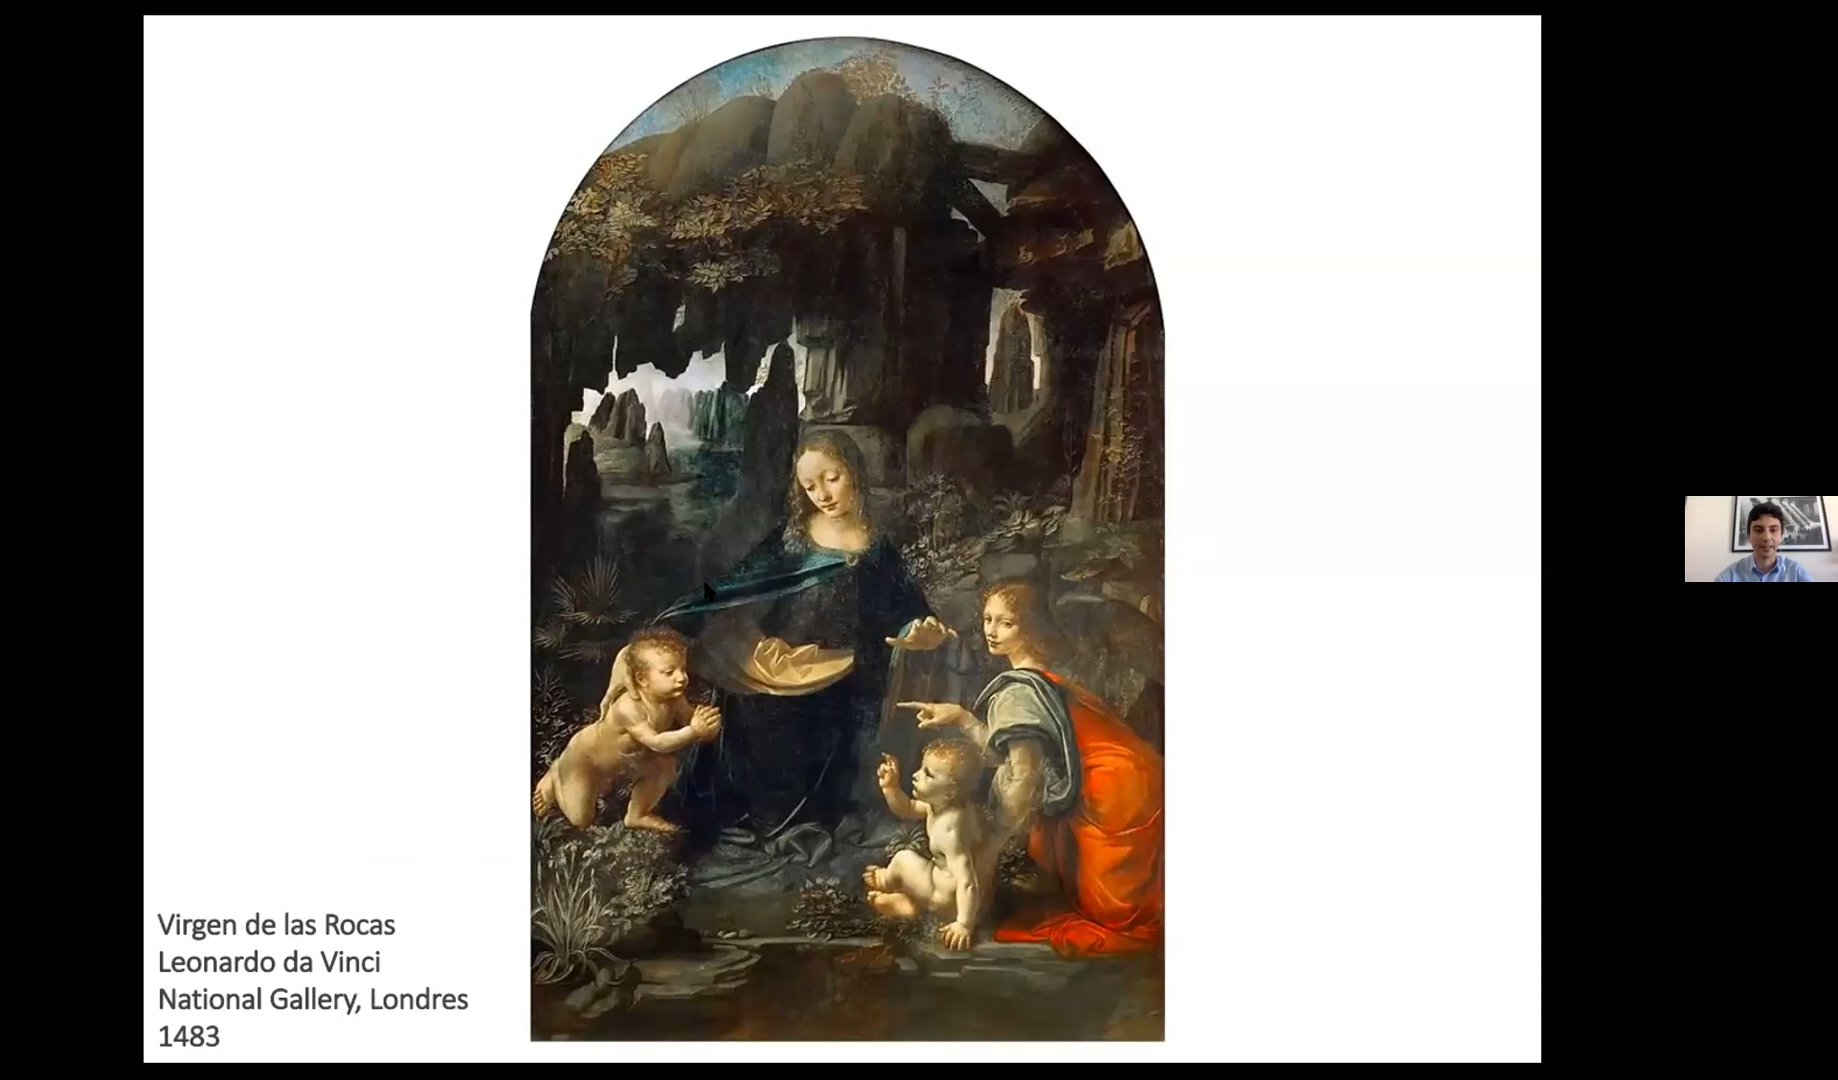 Virgen de las Rocas
Leonardo da Vinci
National Gallery, Londres
1483